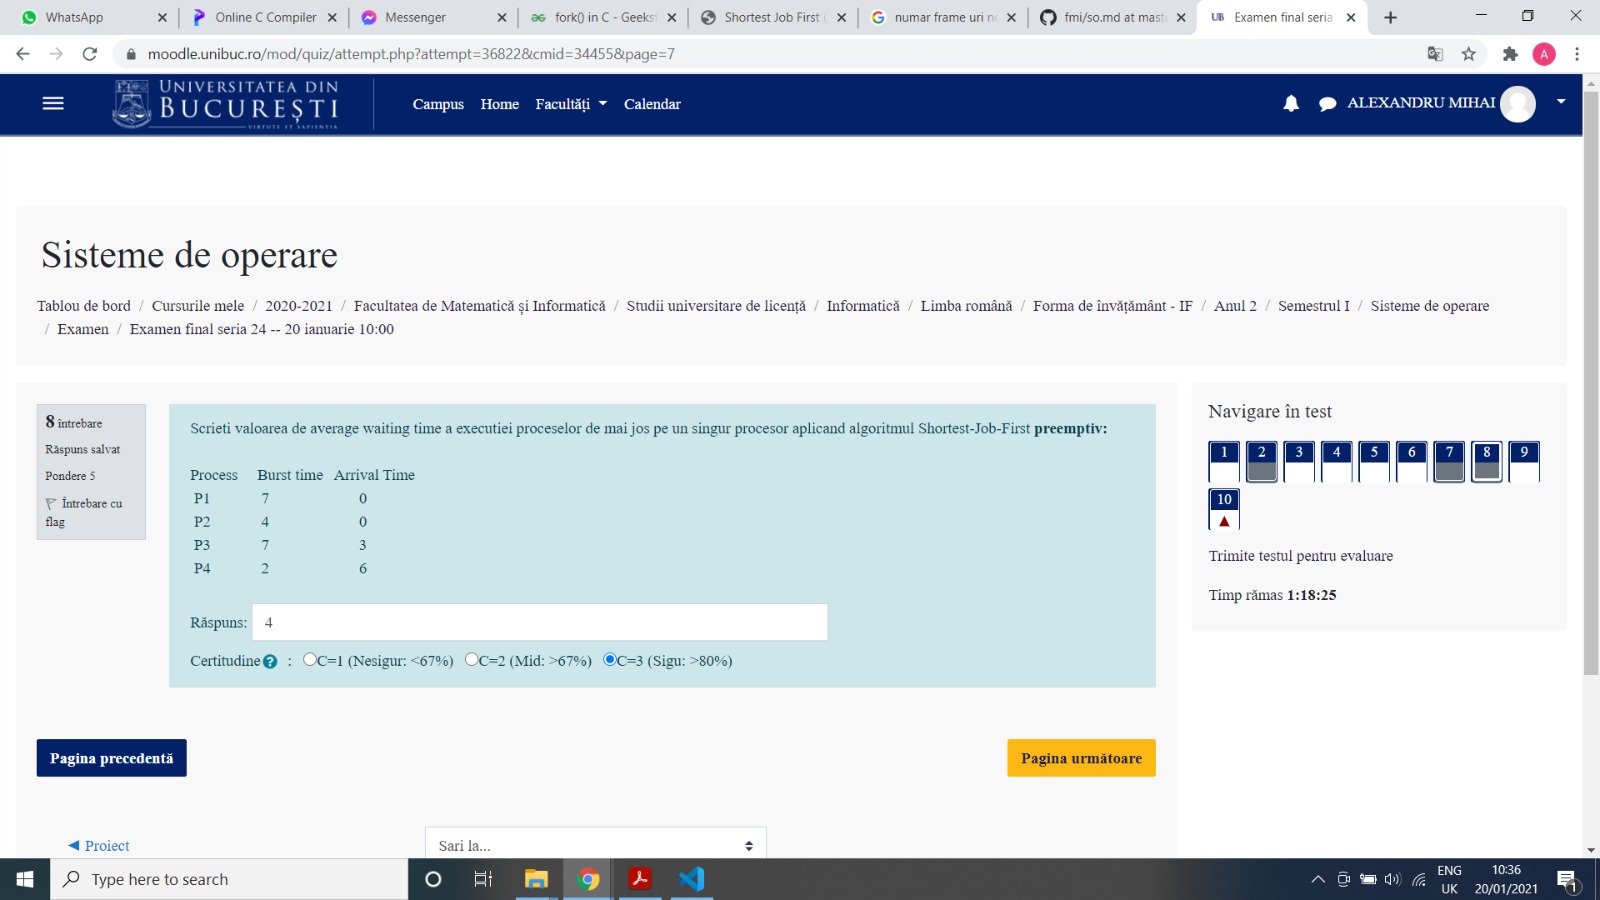 WhatsApp
Online C Compiler
Messenger
fork() in C - Geeks
Shortest Job First (
numar frame uri n
fmi/so.md at mast
UB Examen final seria
moodle.unibuc.ro/mod/quiz/attempt.php?attempt=36822&cmid=34455&page=7
A
UNIVERSITATEA DIN
BUCUREȘTI
VIRTUTE ET SAPIENTIA
Campus Home Facultăți Calendar
ALEXANDRU MIHAI
Sisteme de operare
Tablou de bord / Cursurile mele / 2020-2021 / Facultatea de Matematică și Informatică / Studii universitare de licență / Informatică / Limba română / Forma de învățământ - IF / Anul 2 / Semestrul I / Sisteme de operare
/ Examen / Examen final seria 24 -- 20 ianuarie 10:00
8 întrebare
Răspuns salvat
Pondere 5
Întrebare cu
flag
Scrieti valoarea de average waiting time a executiei proceselor de mai jos pe un singur procesor aplicand algoritmul Shortest-Job-First preemptiv:
Process Burst time Arrival Time
P1 7 0
P2 4 0
P3 7 3
P4 2 6
Răspuns: 4
Certitudine ? : C=1 (Nesigur: <67%) C=2 (Mid: >67%) C=3 (Sigu: >80%)
Navigare în test
1 2 3 4 5 6 7 8 9
10
Trimite testul pentru evaluare
Timp rămas 1:18:25
Pagina precedentă
Pagina următoare
◄ Proiect
Sari la...
Type here to search
ENG
UK
10:36
20/01/2021
1